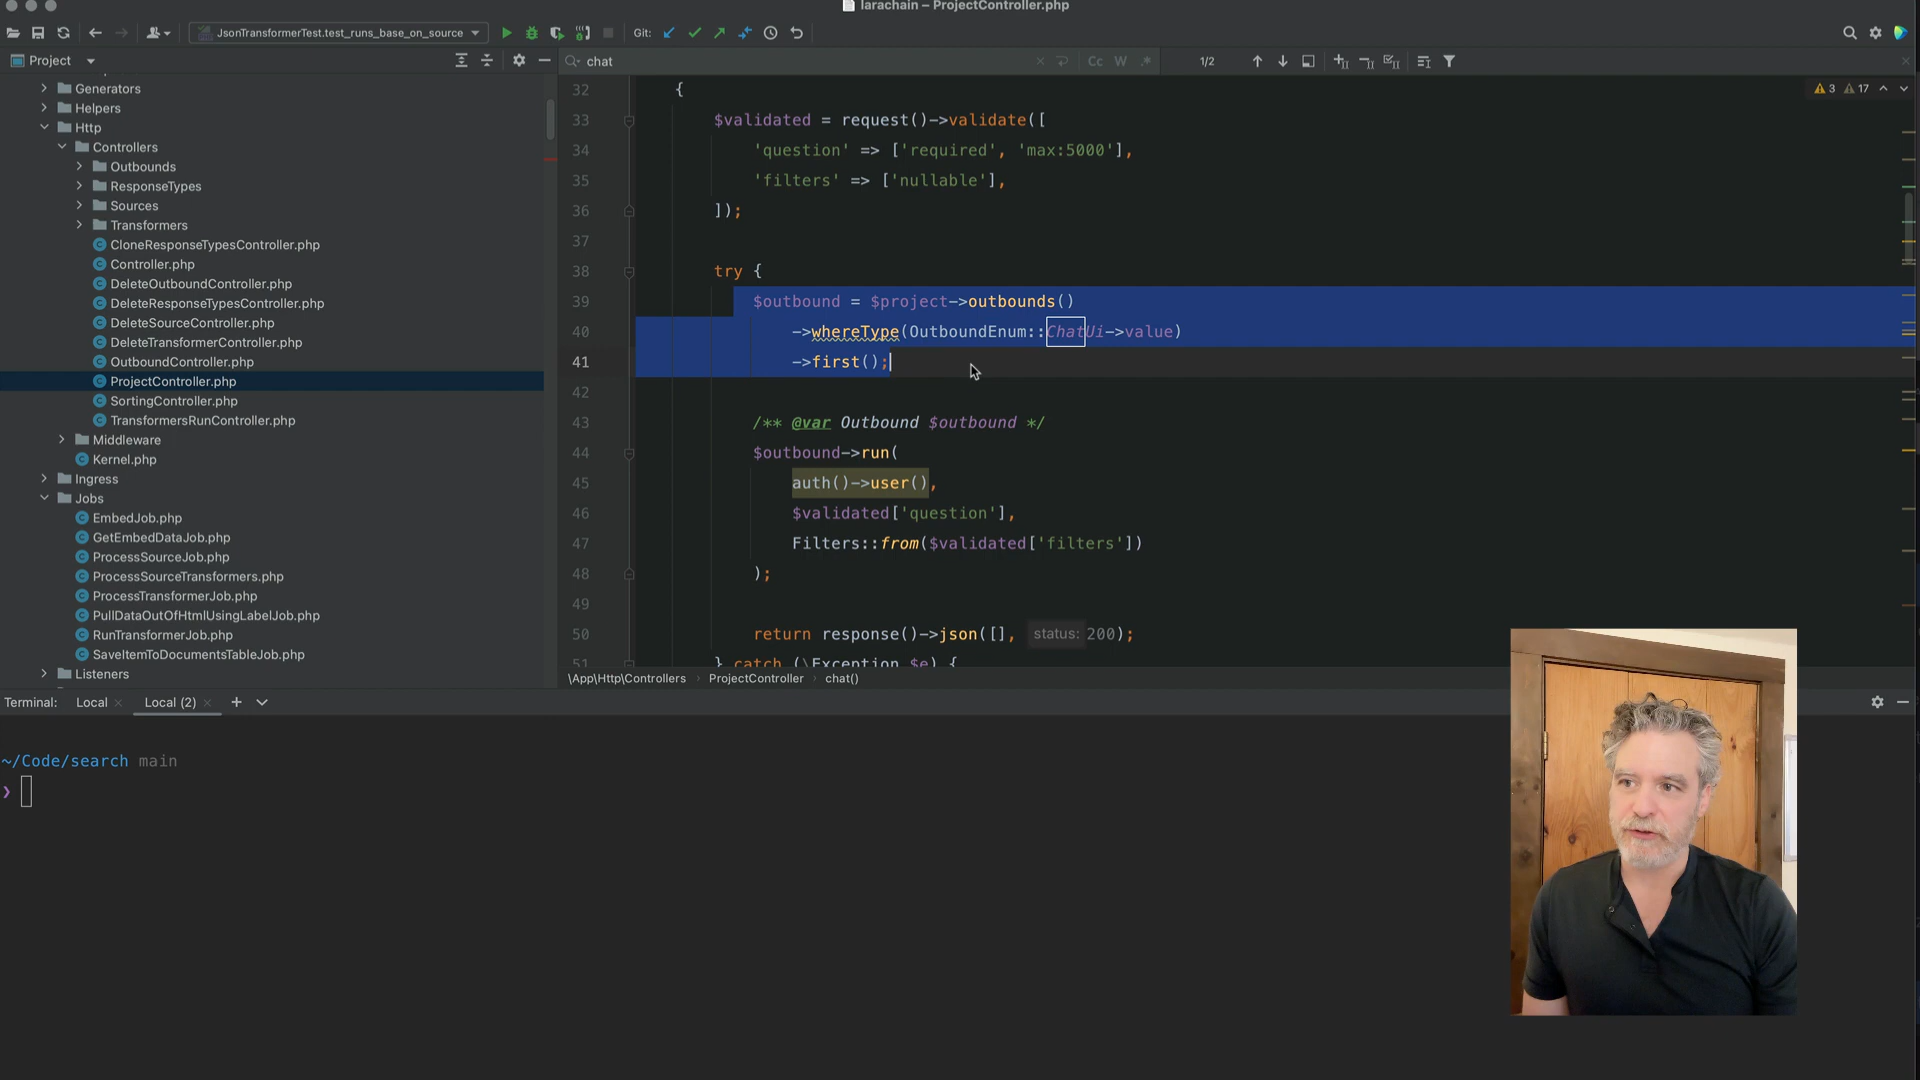 larachain – ProjectController.php
JsonTransformerTest.test_runs_base_on_source
Git:
Project
chat
Cc W .*
1/2
Generators
Helpers
Http
Controllers
Outbounds
ResponseTypes
Sources
Transformers
CloneResponseTypesController.php
Controller.php
DeleteOutboundController.php
DeleteResponseTypesController.php
DeleteSourceController.php
DeleteTransformerController.php
OutboundController.php
ProjectController.php
SortingController.php
TransformersRunController.php
Middleware
Kernel.php
Ingress
Jobs
EmbedJob.php
GetEmbedDataJob.php
ProcessSourceJob.php
ProcessSourceTransformers.php
ProcessTransformerJob.php
PullDataOutOfHtmlUsingLabelJob.php
RunTransformerJob.php
SaveItemToDocumentsTableJob.php
Listeners
3 17
32 {
33 $validated = request()->validate([
34 'question' => ['required', 'max:5000'],
35 'filters' => ['nullable'],
36 ]);
37
38 try {
39 $outbound = $project->outbounds()
40 ->whereType(OutboundEnum::ChatUi->value)
41 ->first();
42
43 /** @var Outbound $outbound */
44 $outbound->run(
45 auth()->user(),
46 $validated['question'],
47 Filters::from($validated['filters'])
48 );
49
50 return response()->json([], status: 200);
51 } catch (\Exception $e) {
\App\Http\Controllers › ProjectController › chat()
Terminal: Local × Local (2) × +
~/Code/search main
❯